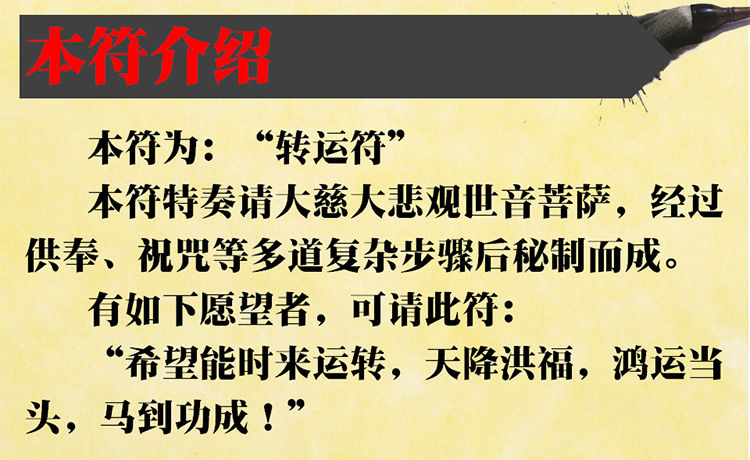 本符介绍
本符为：“转运符”
本符特奏请大慈大悲观世音菩萨，经过
供奉、祝咒等多道复杂步骤后秘制而成。
有如下愿望者，可请此符：
“希望能时来运转，天降洪福，鸿运当
头，马到功成！”